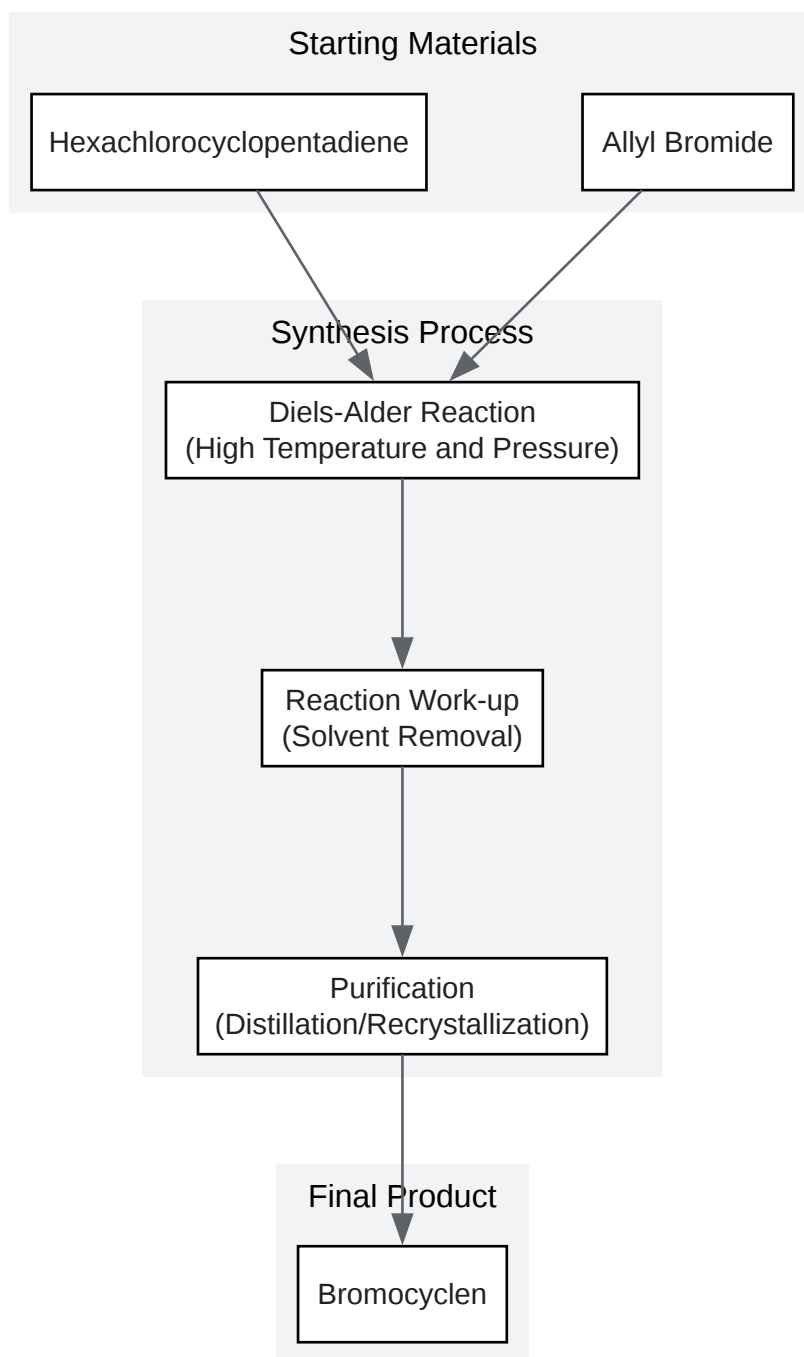 Starting Materials
Hexachlorocyclopentadiene
Allyl Bromide
Synthesis Process
Diels-Alder Reaction
(High Temperature and Pressure)
Reaction Work-up
(Solvent Removal)
Purification
(Distillation/Recrystallization)
Final Product
Bromocyclen